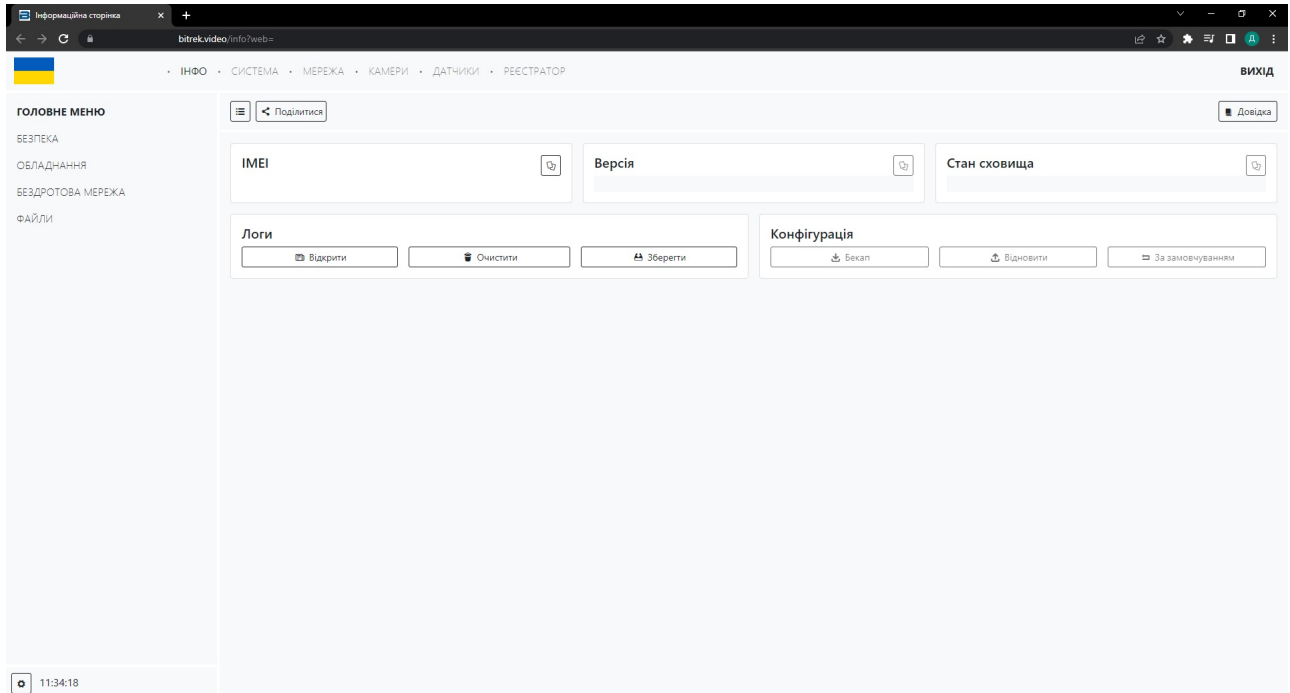 Інформаційна сторінка
bitrek.video/info?web=
Д
• ІНФО • СИСТЕМА • МЕРЕЖА • КАМЕРИ • ДАТЧИКИ • РЕЄСТРАТОР
ВИХІД
ГОЛОВНЕ МЕНЮ
БЕЗПЕКА
ОБЛАДНАННЯ
БЕЗДРОТОВА МЕРЕЖА
ФАЙЛИ
Поділитися
Довідка
IMEI
Версія
Стан сховища
Логи
Відкрити
Очистити
Зберегти
Конфігурація
Бекап
Відновити
За замовчуванням
11:34:18